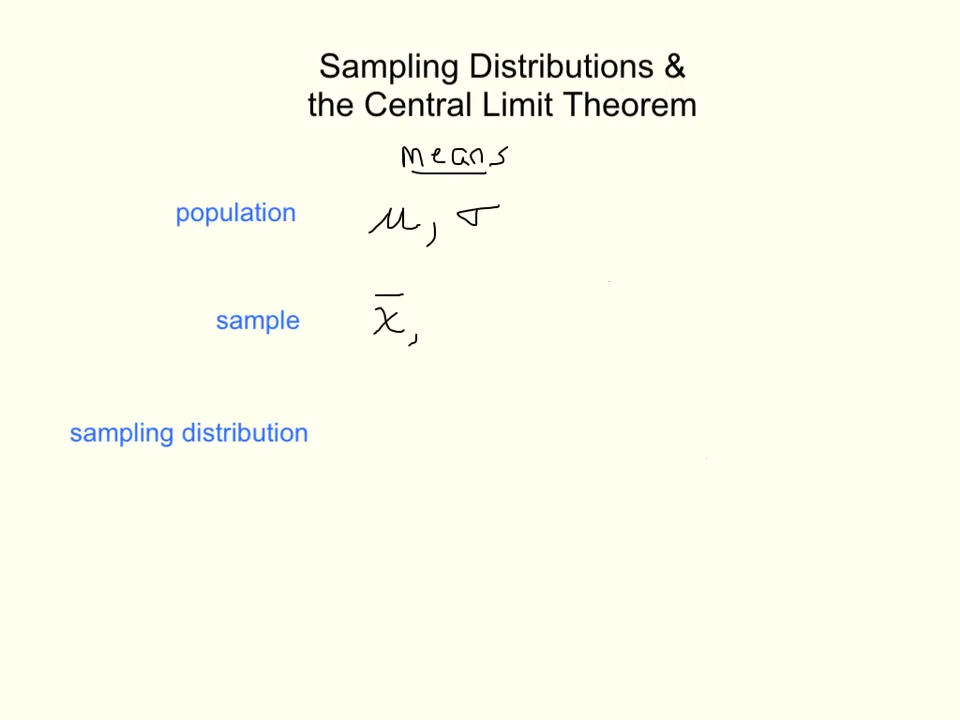 Sampling Distributions &
the Central Limit Theorem
means
population μ, σ
sample x̅,
sampling distribution